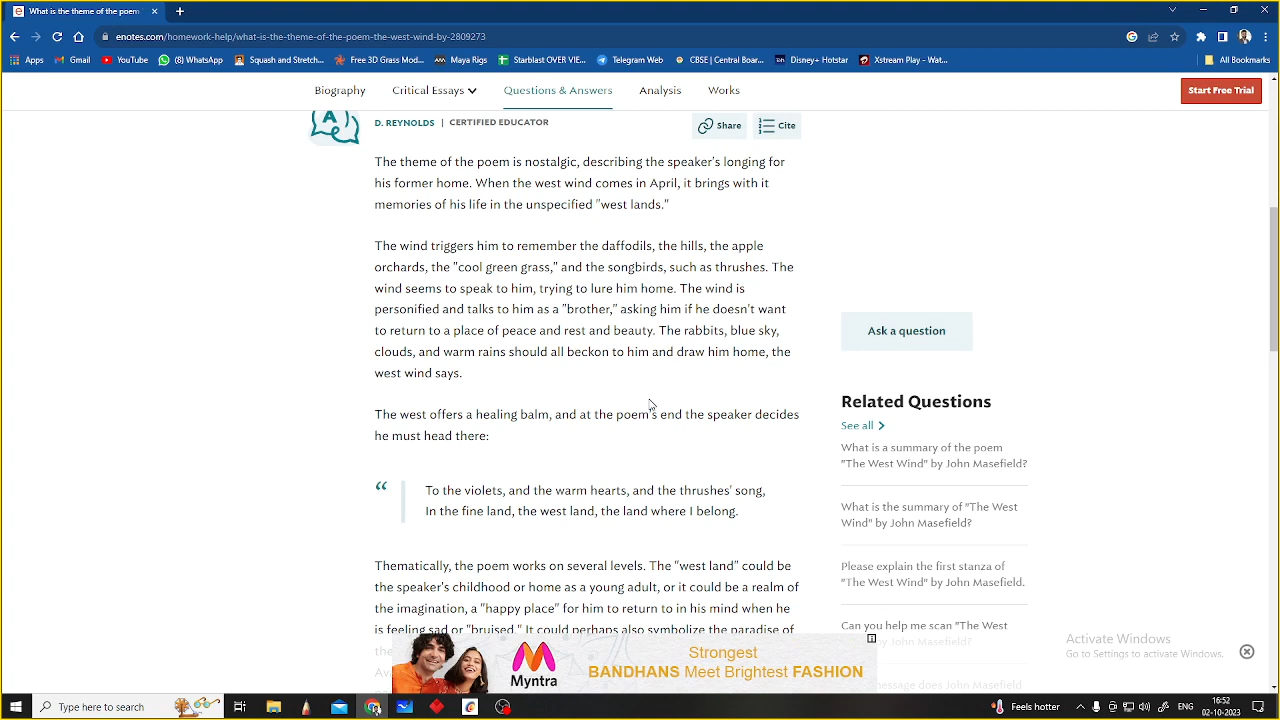 What is the theme of the poem
enotes.com/homework-help/what-is-the-theme-of-the-poem-the-west-wind-by-2809273
Apps Gmail YouTube (8) WhatsApp Squash and Stretch... Free 3D Grass Mod... Maya Rigs Starblast OVER VIE... Telegram Web CBSE | Central Boar... Disney+ Hotstar Xstream Play - Wat... All Bookmarks
Biography Critical Essays Questions & Answers Analysis Works Start Free Trial
A D. REYNOLDS | CERTIFIED EDUCATOR Share Cite
The theme of the poem is nostalgic, describing the speaker's longing for
his former home. When the west wind comes in April, it brings with it
memories of his life in the unspecified "west lands."
The wind triggers him to remember the daffodils, the hills, the apple
orchards, the "cool green grass," and the songbirds, such as thrushes. The
wind seems to speak to him, trying to lure him home. The wind is
personified and talks to him as a "brother," asking him if he doesn't want
to return to a place of peace and rest and beauty. The rabbits, blue sky,
clouds, and warm rains should all beckon to him and draw him home, the
west wind says.
The west offers a healing balm, and at the poem's end the speaker decides
he must head there:
“ To the violets, and the warm hearts, and the thrushes' song,
In the fine land, the west land, the land where I belong.
Thematically, the poem works on several levels. The "west land" could be
the speaker's childhood or home as a young adult, or it could be a realm of
the imagination, a "happy place" for him to return to in his mind when he
is feeling sad or "bruised." It could perhaps also symbolize the paradise of
Ask a question
Related Questions
See all
What is a summary of the poem
"The West Wind" by John Masefield?
What is the summary of "The West
Wind" by John Masefield?
Please explain the first stanza of
"The West Wind" by John Masefield.
Can you help me scan "The West
by John Masefield?
message does John Masefield
Myntra
Strongest
BANDHANS Meet Brightest FASHION
Activate Windows
Go to Settings to activate Windows.
Type here to search
Feels hotter ENG 16:52
02-10-2023